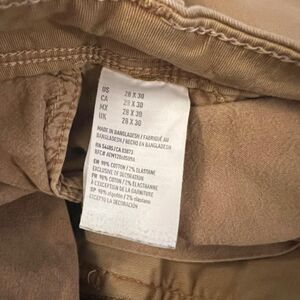 US 28 X 30
CA 28 X 30
MX 28 X 30
UK 28 X 30
MADE IN BANGLADESH / FABRIQUÉ AU
BANGLADESH / HECHO EN BANGLADESH
RN 54485/CA 03073
EN 98% COTTON / 2% ELASTANE
EXCLUSIVE OF DECORATION
FR 98% COTON / 2% ÉLASTHANNE
À L'EXCEPTION DE LA GARNITURE
SP 98% algodón / 2% elastano
EXCEPTO LA DECORACIÓN